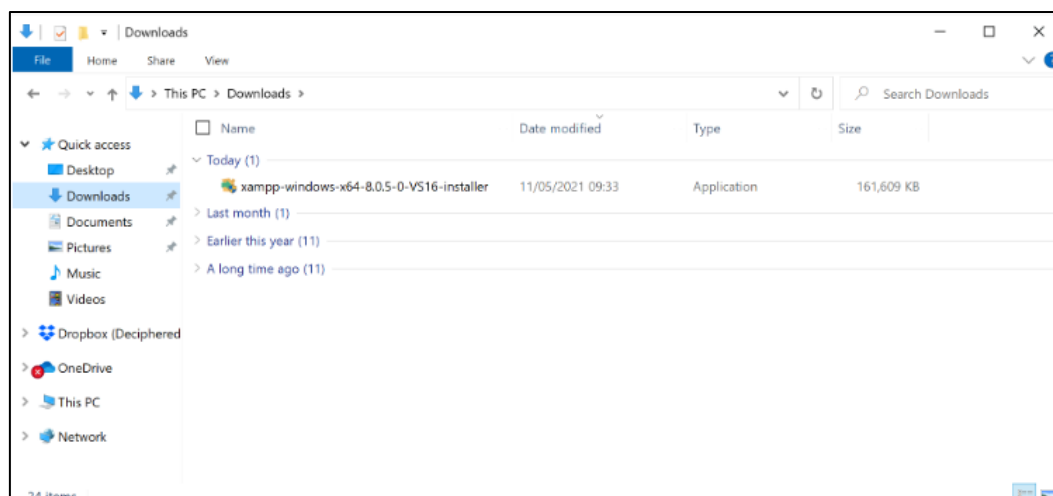 Downloads
File Home Share View
This PC > Downloads >
Search Downloads
Name Date modified Type Size
Quick access
Desktop
Downloads
Documents
Pictures
Music
Videos
Dropbox (Deciphered
OneDrive
This PC
Network
Today (1)
xampp-windows-x64-8.0.5-0-VS16-installer 11/05/2021 09:33 Application 161,609 KB
Last month (1)
Earlier this year (11)
A long time ago (11)
24 items